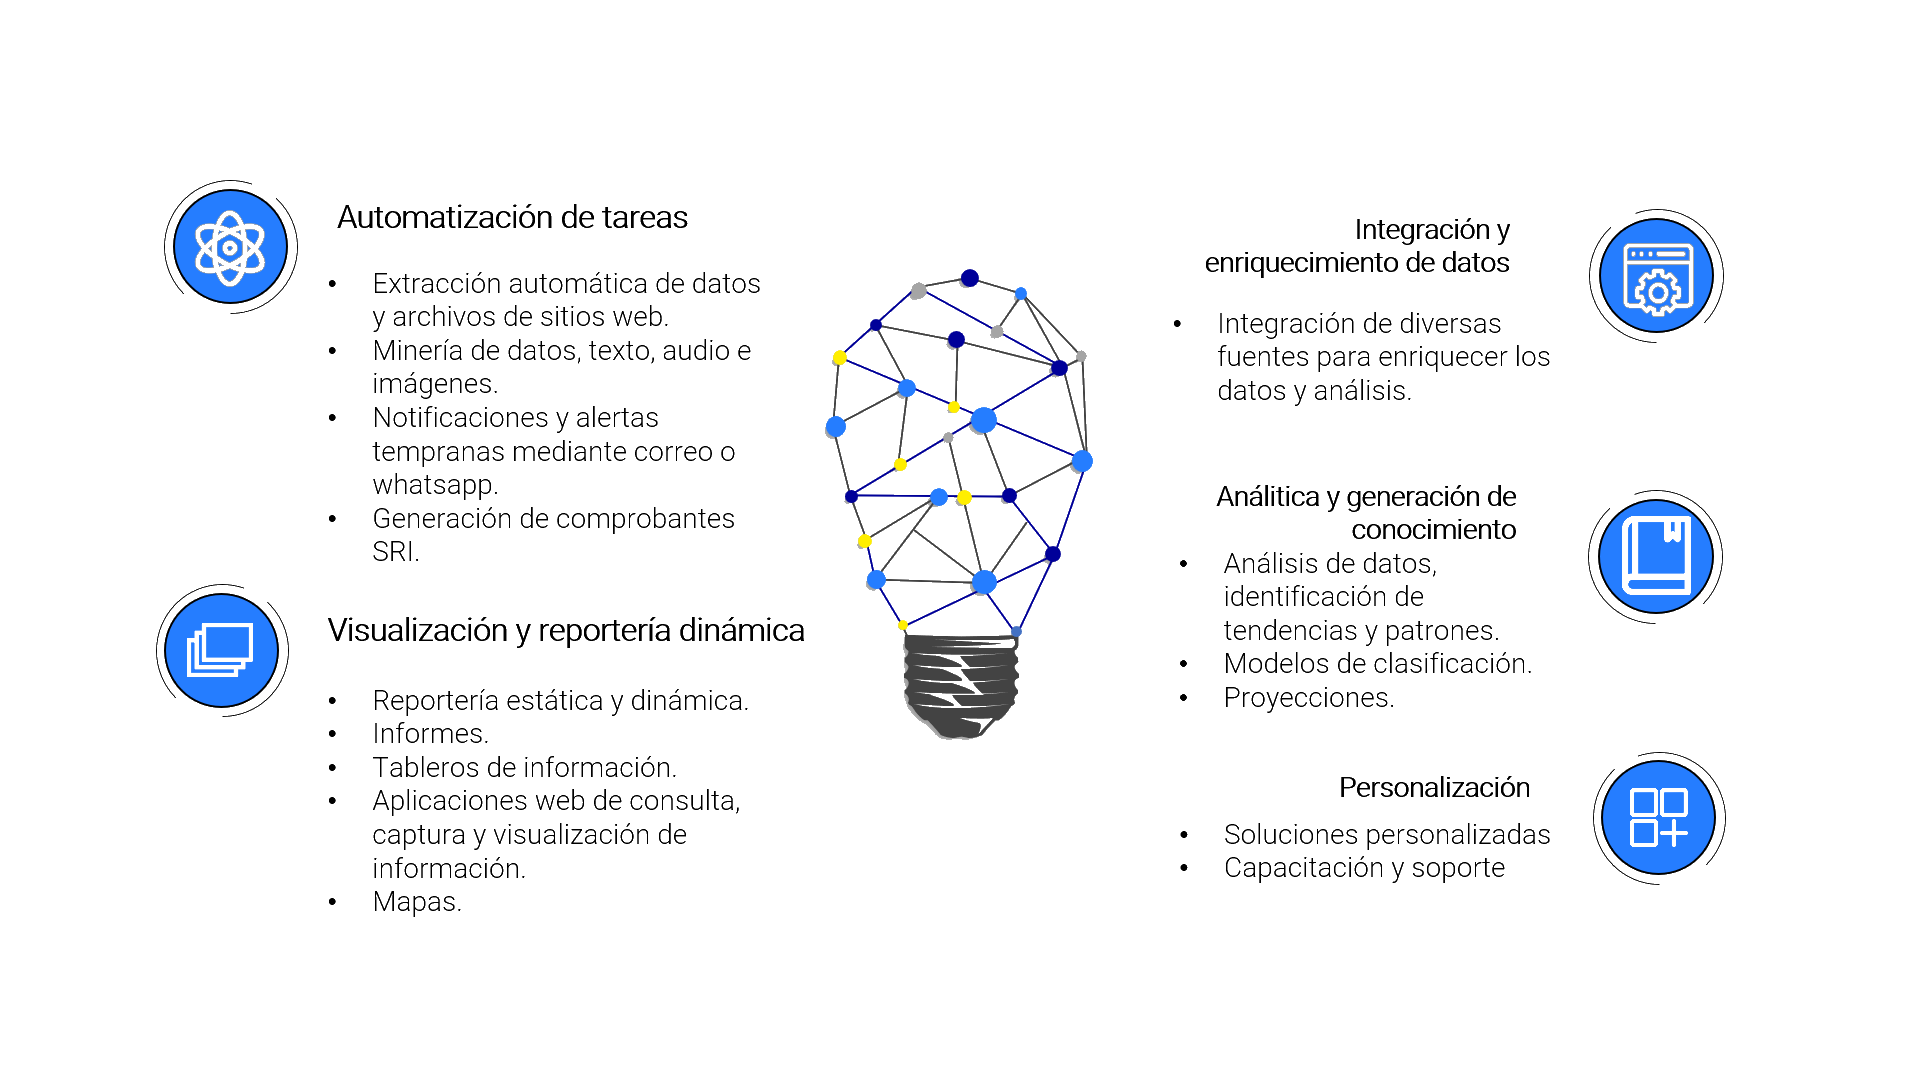 Automatización de tareas
• Extracción automática de datos
y archivos de sitios web.
• Minería de datos, texto, audio e
imágenes.
• Notificaciones y alertas
tempranas mediante correo o
whatsapp.
• Generación de comprobantes
SRI.
Visualización y reportería dinámica
• Reportería estática y dinámica.
• Informes.
• Tableros de información.
• Aplicaciones web de consulta,
captura y visualización de
información.
• Mapas.
Integración y
enriquecimiento de datos
• Integración de diversas
fuentes para enriquecer los
datos y análisis.
Análitica y generación de
conocimiento
• Análisis de datos,
identificación de
tendencias y patrones.
• Modelos de clasificación.
• Proyecciones.
Personalización
• Soluciones personalizadas
• Capacitación y soporte